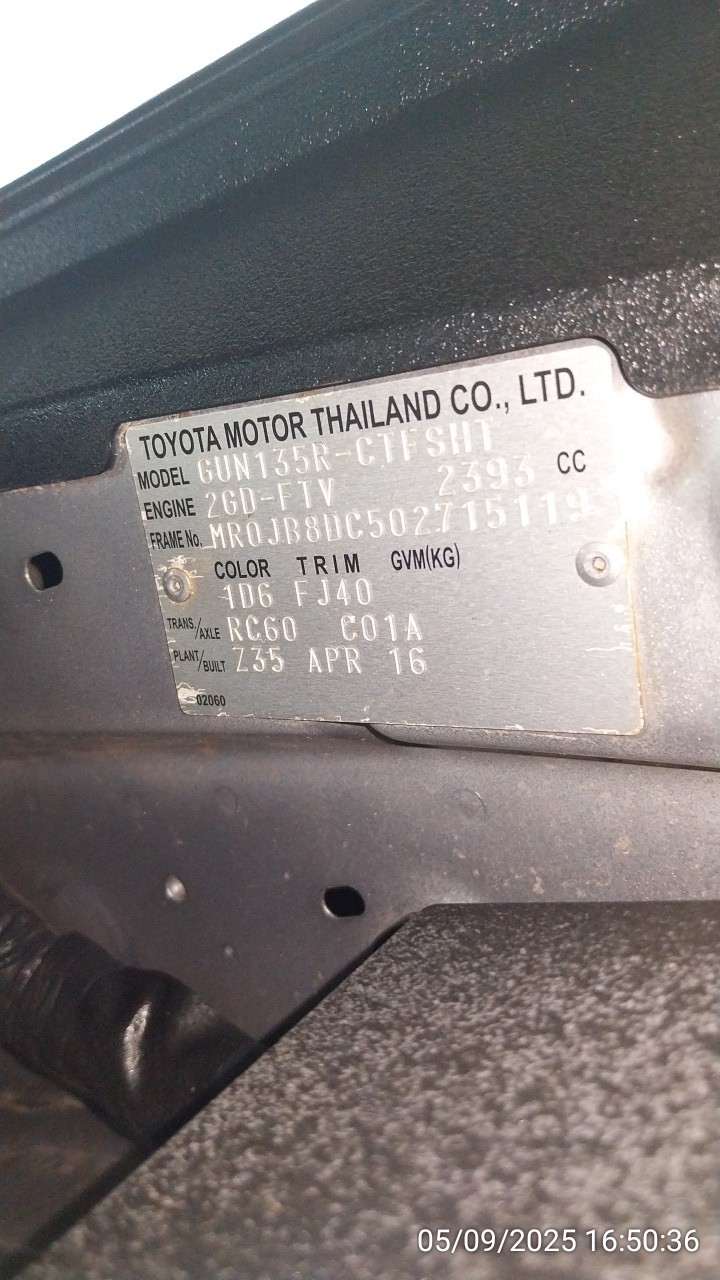 TOYOTA MOTOR THAILAND CO., LTD.
MODEL GUN135R-CTFSHT
ENGINE 2GD-FTV 2393 CC
FRAME No. MR0JB8DC502715119
COLOR TRIM GVM(KG)
1D6 FJ40
TRANS./AXLE RC60 C01A
PLANT/BUILT Z35 APR 16
02060
05/09/2025 16:50:36